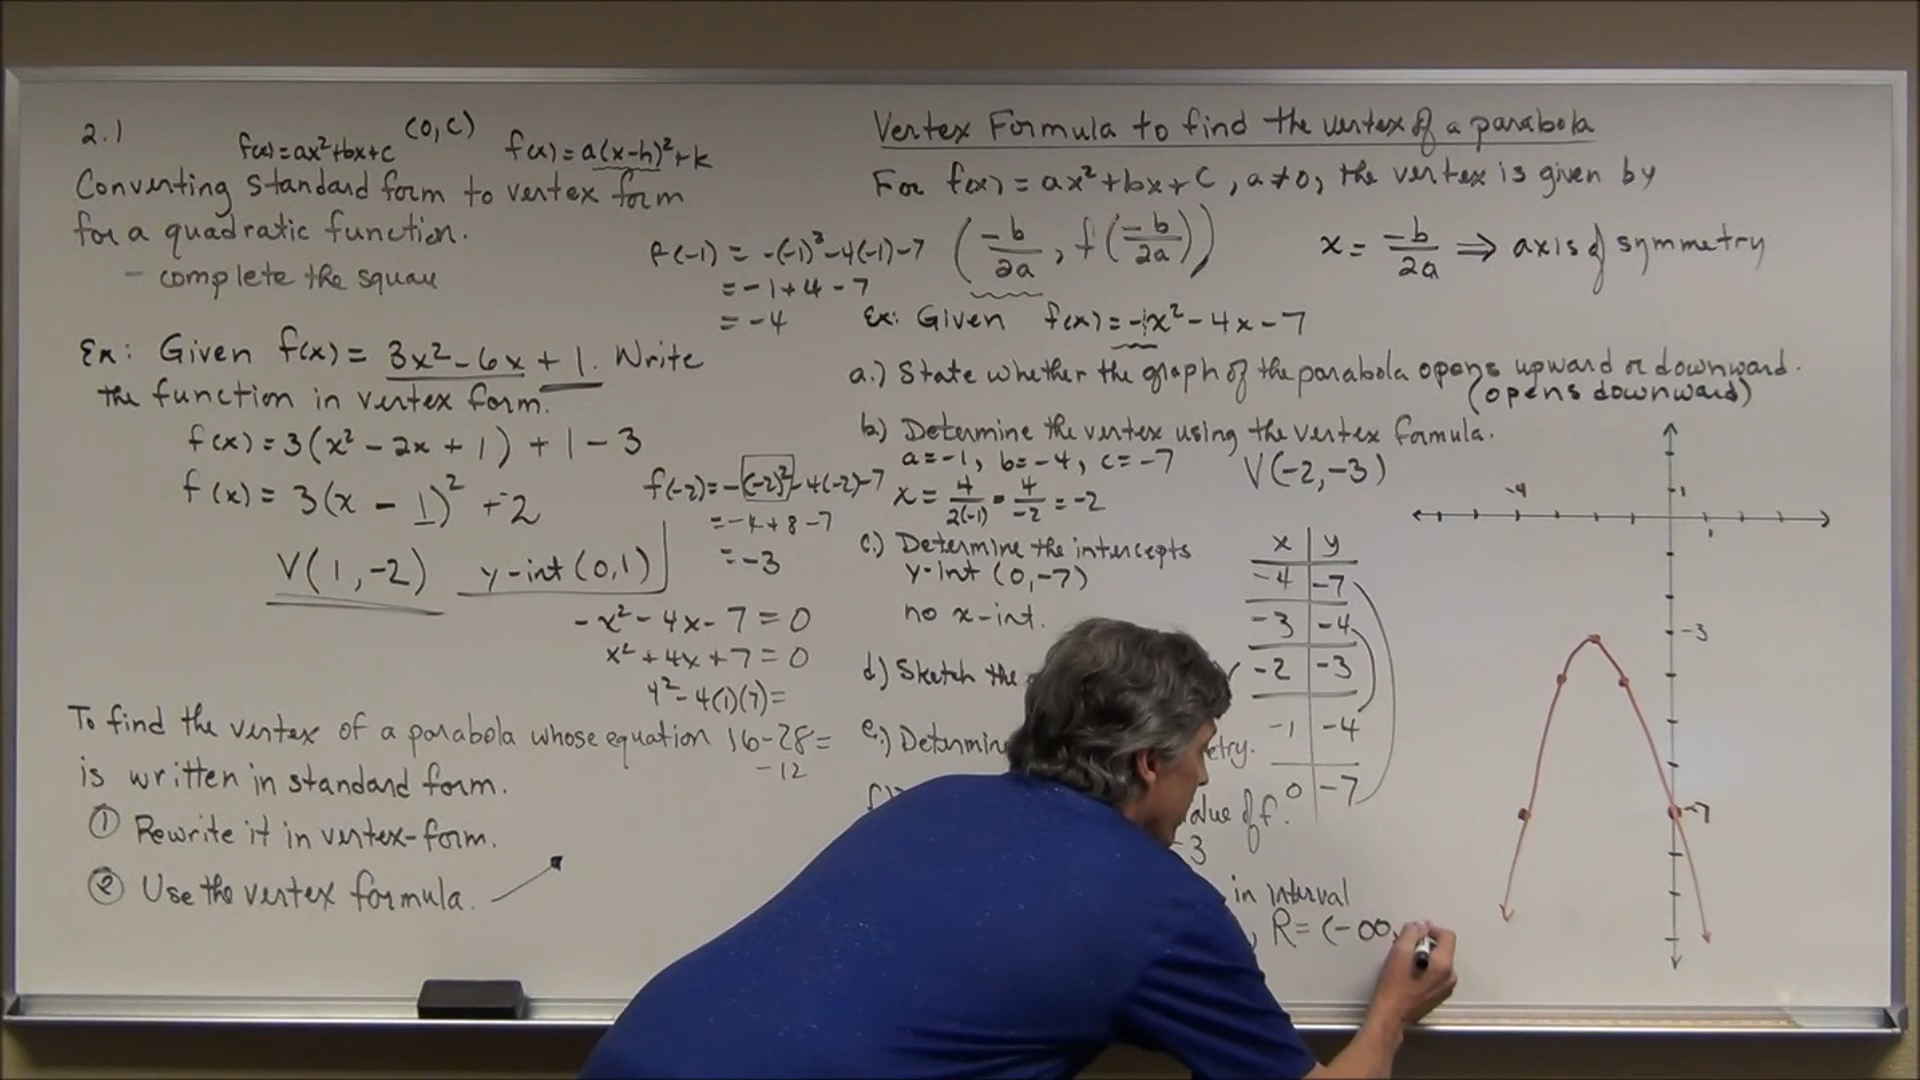 2.1
f(x)=ax²+bx+c (0,c) f(x)=a(x-h)²+k
Converting standard form to vertex form
for a quadratic function.
- complete the square
Ex: Given f(x)= 3x²-6x+1. Write
the function in vertex form.
f(x)=3(x²-2x+1)+1-3
f(x)=3(x-1)²+-2
V(1,-2) y-int(0,1)
To find the vertex of a parabola whose equation
is written in standard form.
① Rewrite it in vertex-form.
② Use the vertex formula.
f(-1)=-(-1)²-4(-1)-7
=-1+4-7
=-4
f(-2)=-(-2)²-4(-2)-7
=-4+8-7
=-3
-x²-4x-7=0
x²+4x+7=0
4²-4(1)(7)=
16-28=
-12
Vertex Formula to find the vertex of a parabola
For f(x)=ax²+bx+c, a≠0, the vertex is given by
(-b/2a, f(-b/2a)) x=-b/2a ⇒ axis of symmetry
Ex: Given f(x)=-1x²-4x-7
a.) State whether the graph of the parabola opens upward or downward.
(opens downward)
b.) Determine the vertex using the vertex formula.
a=-1, b=-4, c=-7 V(-2,-3)
x=4/2(-1)=4/-2=-2
c.) Determine the intercepts
y-int (0,-7)
no x-int.
d) Sketch the
e.)
etry.
value of f.
-3
in interval
R=(-∞,
x y
-4 -7
-3 -4
-2 -3
-1 -4
0 -7
-4
1
-3
-7